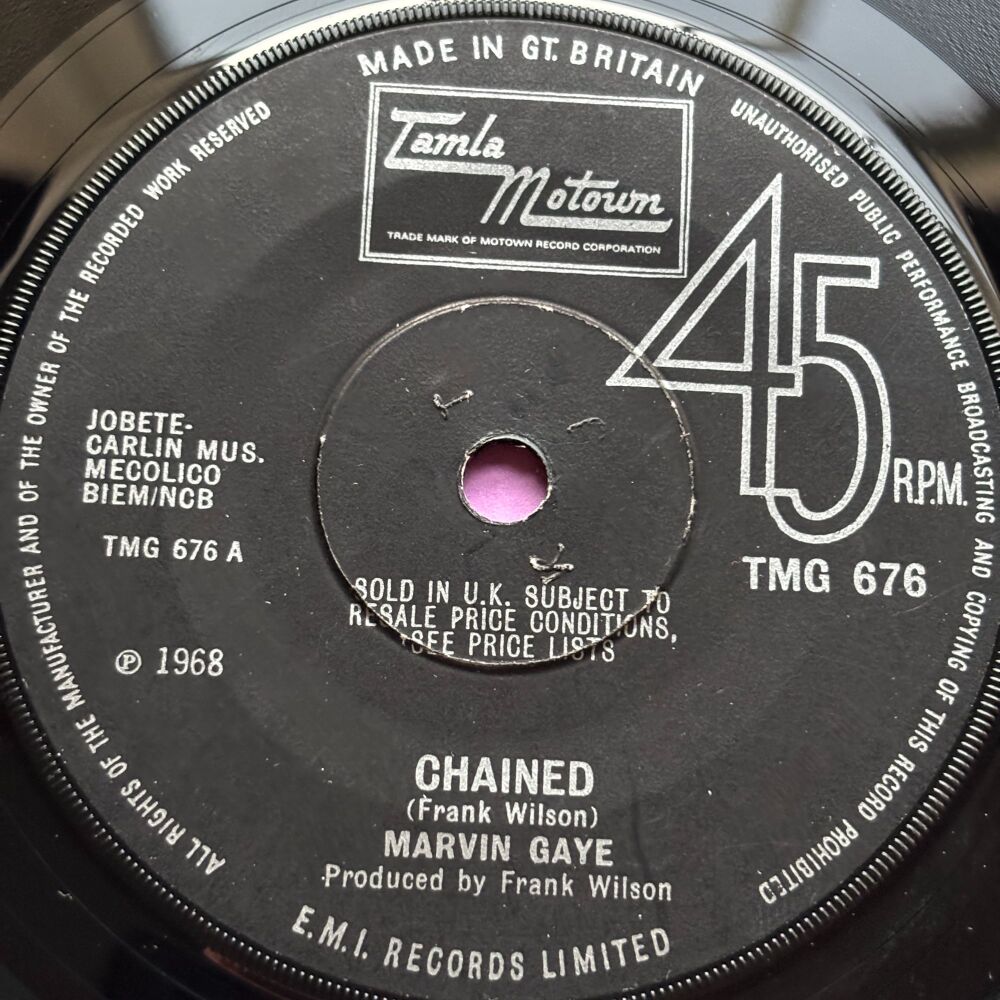 MADE IN GT. BRITAIN
Tamla
Motown
TRADE MARK OF MOTOWN RECORD CORPORATION
UNAUTHORISED PUBLIC PERFORMANCE BROADCASTING AND COPYING OF THIS RECORD PROHIBITED
ALL RIGHTS OF THE MANUFACTURER AND OF THE OWNER OF THE RECORDED WORK RESERVED
45
R.P.M.
JOBETE-
CARLIN MUS.
MECOLICO
BIEM/NCB
TMG 676 A
TMG 676
SOLD IN U.K. SUBJECT TO
RESALE PRICE CONDITIONS,
SEE PRICE LISTS
℗ 1968
CHAINED
(Frank Wilson)
MARVIN GAYE
Produced by Frank Wilson
E.M.I. RECORDS LIMITED